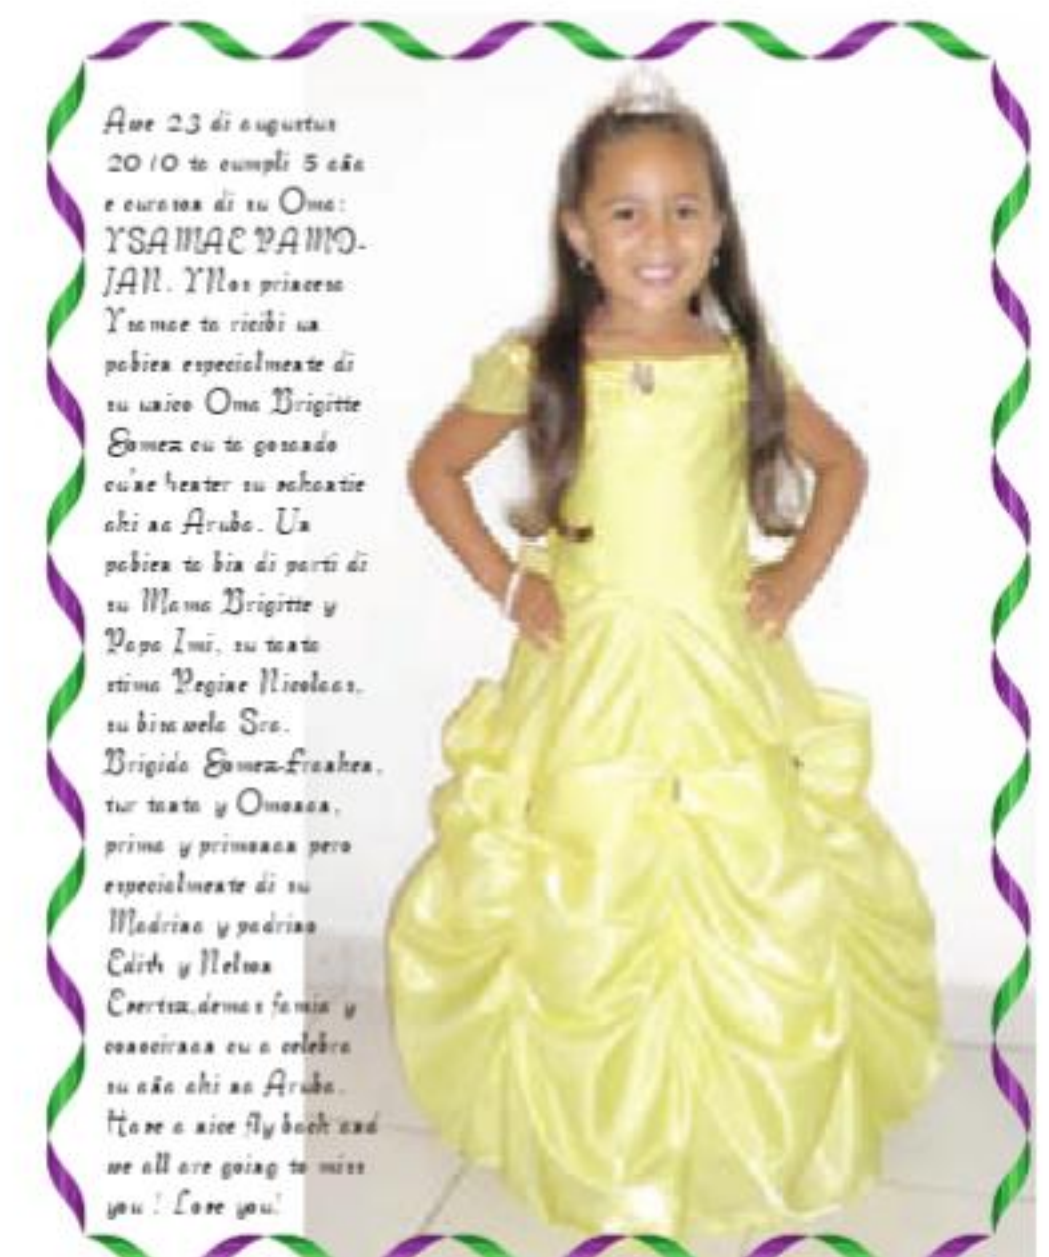 Awe 23 di augustus
2010 ta cumpli 5 aña
e curason di su Oma:
YSAMAE PAMO-
JAN. Y Nos princesa
Ysamae ta ricibi un
pabien especialmente di
su unico Oma Brigitte
Gomez cu ta gosando
cu'ne henter su vakantie
aki na Aruba. Un
pabien ta bin di parti di
su Mama Brigitte y
Papa Imi, su tanta
stima Regine Nicolaas,
su bisawela Sra.
Brigida Gomez-Franken,
tur tanta y Omonan,
prima y primonan pero
especialmente di su
Madrina y padrino
Edith y Nelson
Evertsz, demas famia y
conocirnan cu a celebra
su aña aki na Aruba.
Have a nice fly back and
we all are going to miss
you! Love you!